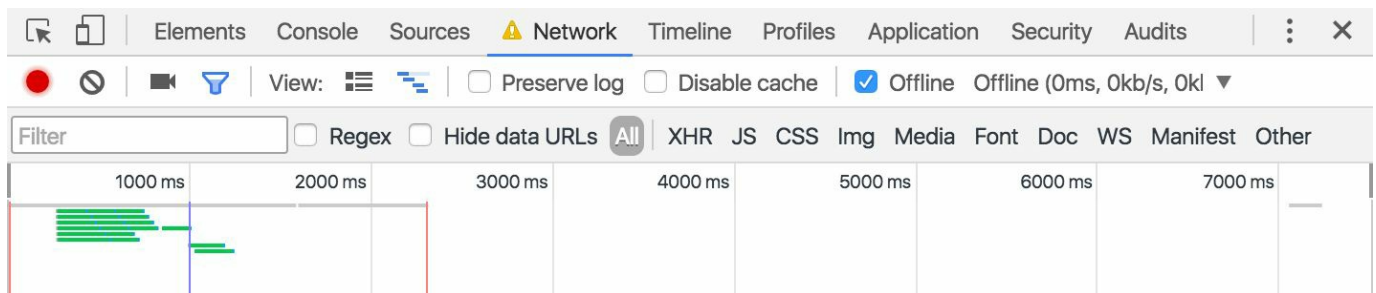 Elements Console Sources Network Timeline Profiles Application Security Audits
View: Preserve log Disable cache Offline Offline (0ms, 0kb/s, 0kl
Filter Regex Hide data URLs All XHR JS CSS Img Media Font Doc WS Manifest Other
1000 ms 2000 ms 3000 ms 4000 ms 5000 ms 6000 ms 7000 ms